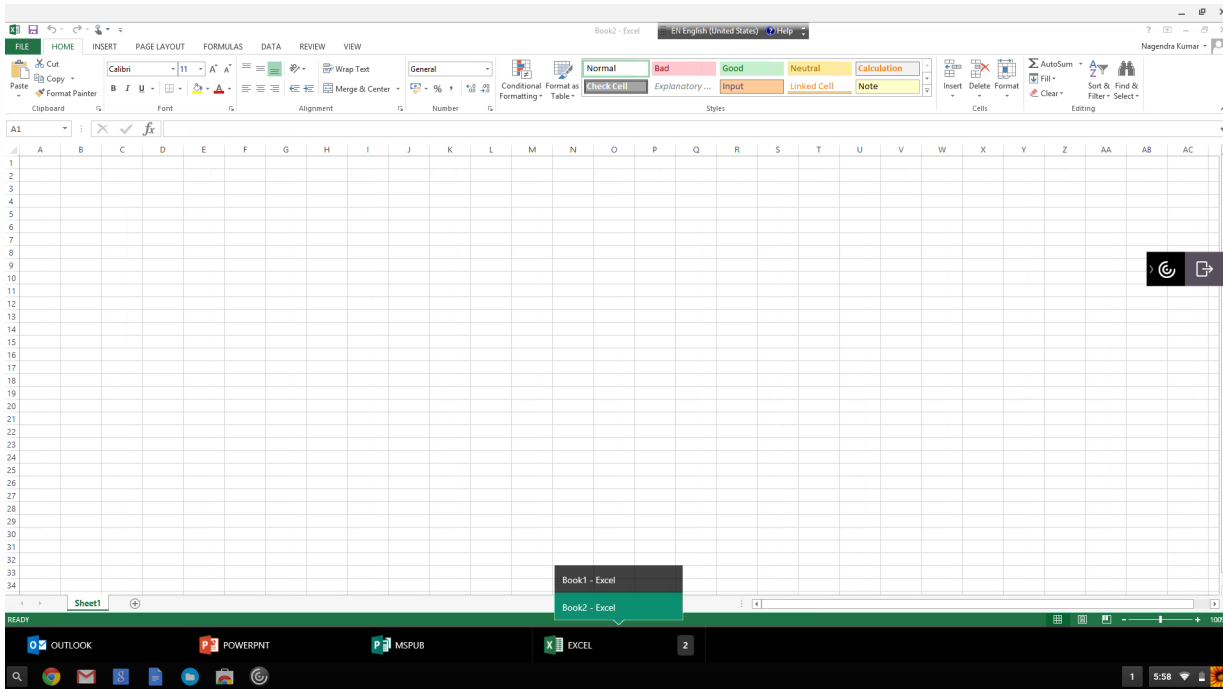 Book2 - Excel
EN English (United States) Help
FILE HOME INSERT PAGE LAYOUT FORMULAS DATA REVIEW VIEW
Nagendra Kumar
Paste
Cut
Copy
Format Painter
Clipboard
Calibri 11
B I U
Font
Wrap Text
Merge & Center
Alignment
General
% ,
Number
Conditional Formatting
Format as Table
Normal Bad Good Neutral Calculation
Check Cell Explanatory ... Input Linked Cell Note
Styles
Insert Delete Format
Cells
AutoSum
Fill
Clear
Sort & Filter
Find & Select
Editing
A1
fx
A B C D E F G H I J K L M N O P Q R S T U V W X Y Z AA AB AC
1
2
3
4
5
6
7
8
9
10
11
12
13
14
15
16
17
18
19
20
21
22
23
24
25
26
27
28
29
30
31
32
33
34
Book1 - Excel
Book2 - Excel
Sheet1
READY
OUTLOOK POWERPNT MSPUB EXCEL 2
1 5:58